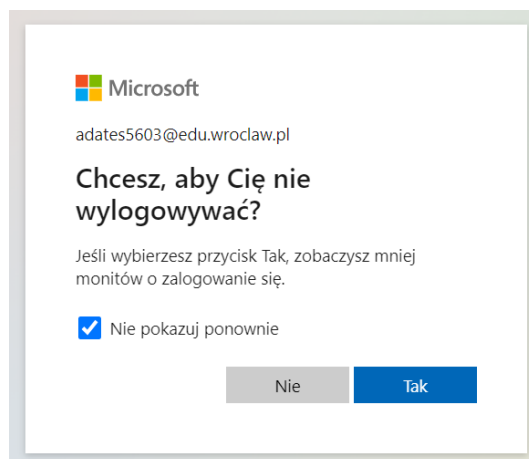 Microsoft
adates5603@edu.wroclaw.pl
Chcesz, aby Cię nie
wylogowywać?
Jeśli wybierzesz przycisk Tak, zobaczysz mniej
monitów o zalogowanie się.
Nie pokazuj ponownie
Nie
Tak